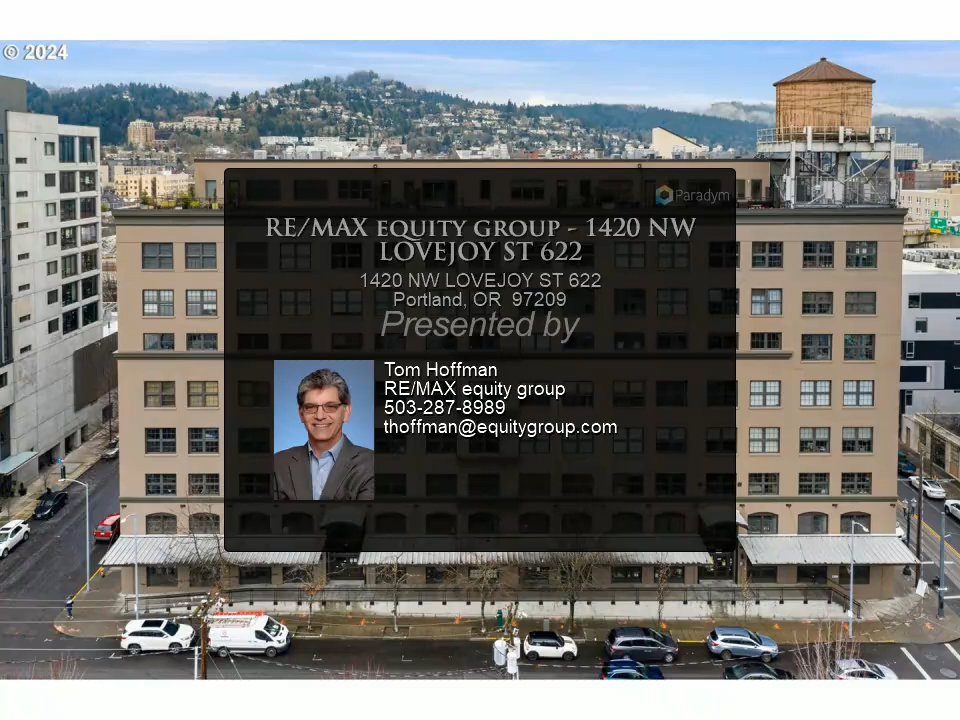 © 2024
Paradym
RE/MAX EQUITY GROUP - 1420 NW
LOVEJOY ST 622
1420 NW LOVEJOY ST 622
Portland, OR 97209
Presented by
Tom Hoffman
RE/MAX equity group
503-287-8989
thoffman@equitygroup.com